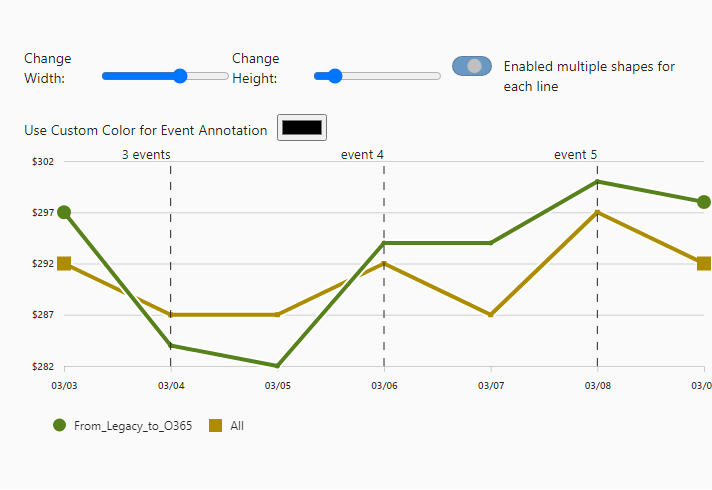 Change
Width:
Change
Height:
Enabled multiple shapes for
each line
Use Custom Color for Event Annotation
3 events
event 4
event 5
$302
$297
$292
$287
$282
03/03
03/04
03/05
03/06
03/07
03/08
03/0
From_Legacy_to_O365
All